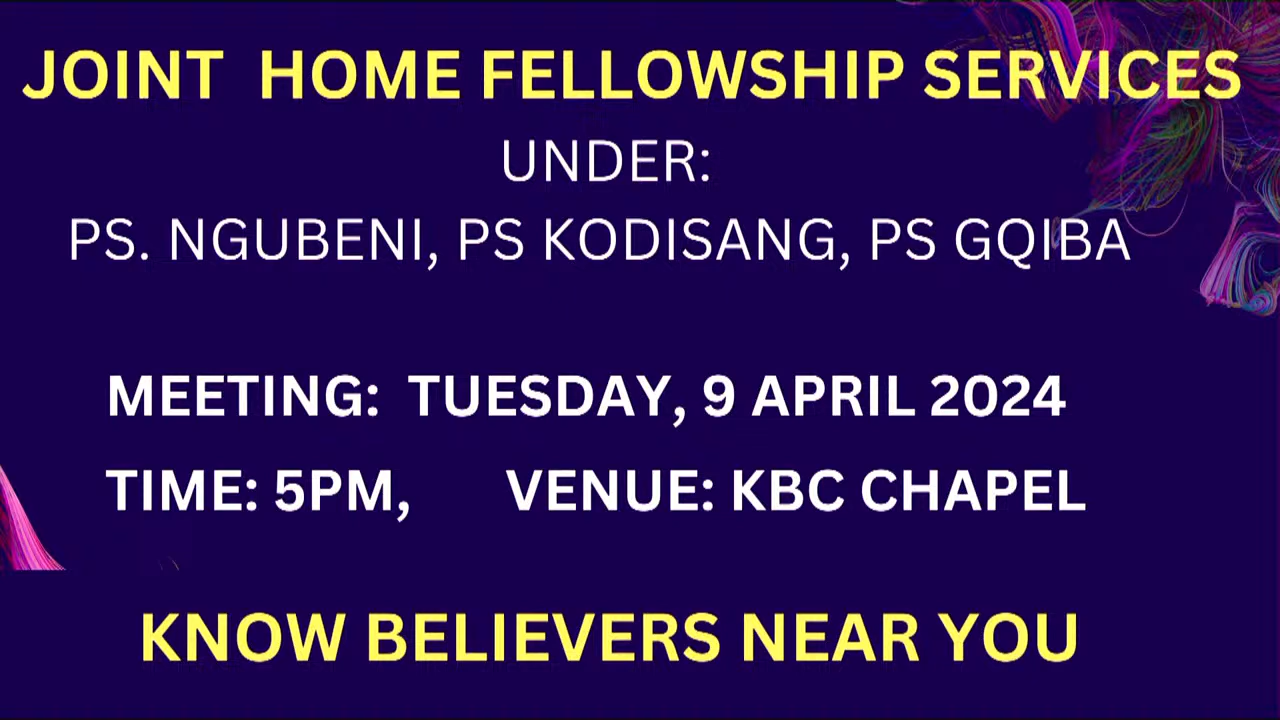 JOINT HOME FELLOWSHIP SERVICES
UNDER:
PS. NGUBENI, PS KODISANG, PS GQIBA
MEETING: TUESDAY, 9 APRIL 2024
TIME: 5PM, VENUE: KBC CHAPEL
KNOW BELIEVERS NEAR YOU